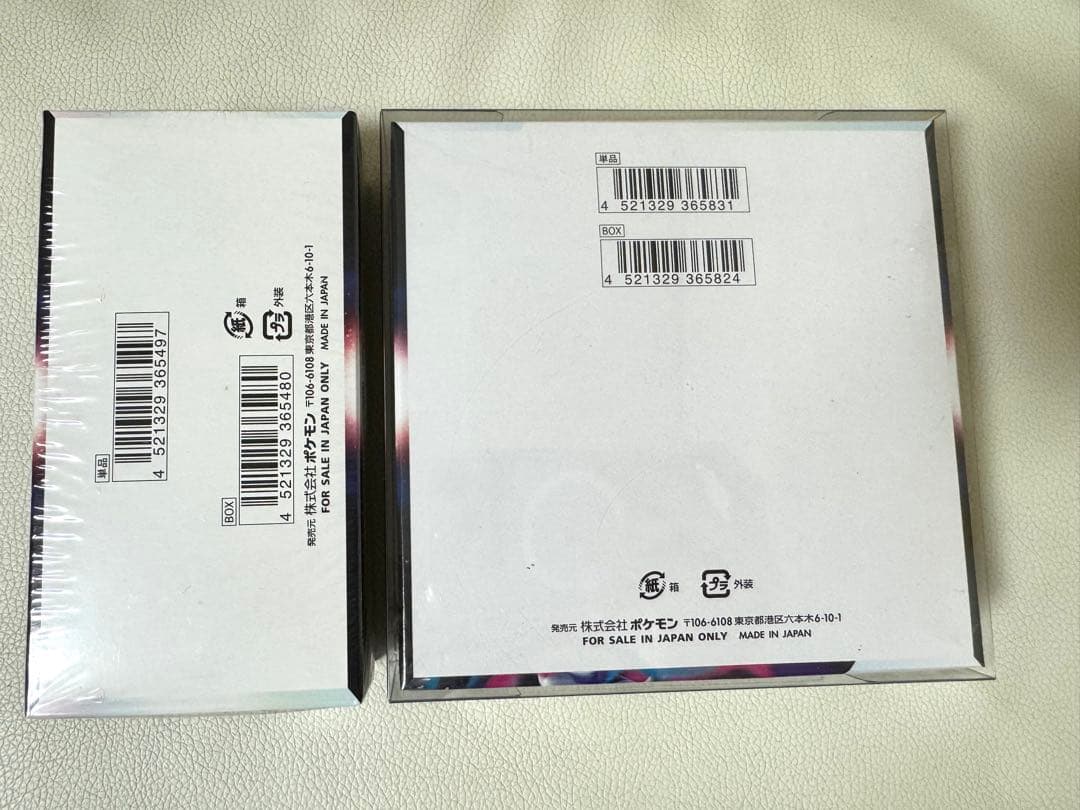 単品
4 521329 365497
BOX
4 521329 365480
紙 箱
プラ 外装
発売元 株式会社 ポケモン 〒106-6108 東京都港区六本木6-10-1
FOR SALE IN JAPAN ONLY MADE IN JAPAN
単品
4 521329 365831
BOX
4 521329 365824
紙 箱 プラ 外装
発売元 株式会社 ポケモン 〒106-6108 東京都港区六本木6-10-1
FOR SALE IN JAPAN ONLY MADE IN JAPAN